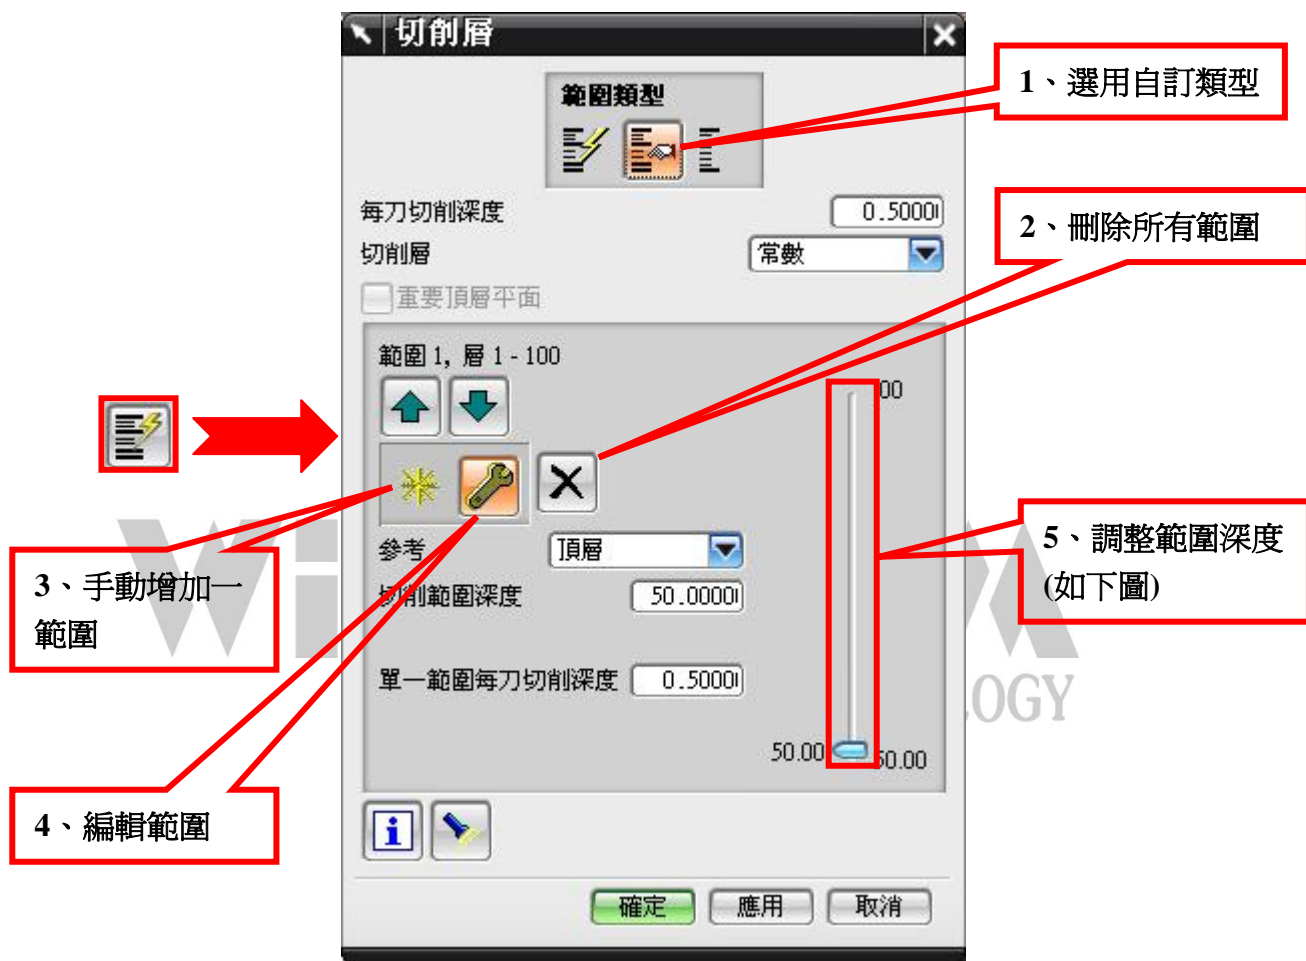 切削層
範圍類型
1、選用自訂類型
每刀切削深度
0.5000
切削層
常數
2、刪除所有範圍
重要頂層平面
範圍 1, 層 1 - 100
00
參考
頂層
切削範圍深度
50.0000
單一範圍每刀切削深度
0.5000
50.00
50.00
3、手動增加一
範圍
4、編輯範圍
5、調整範圍深度
(如下圖)
OGY
確定
應用
取消